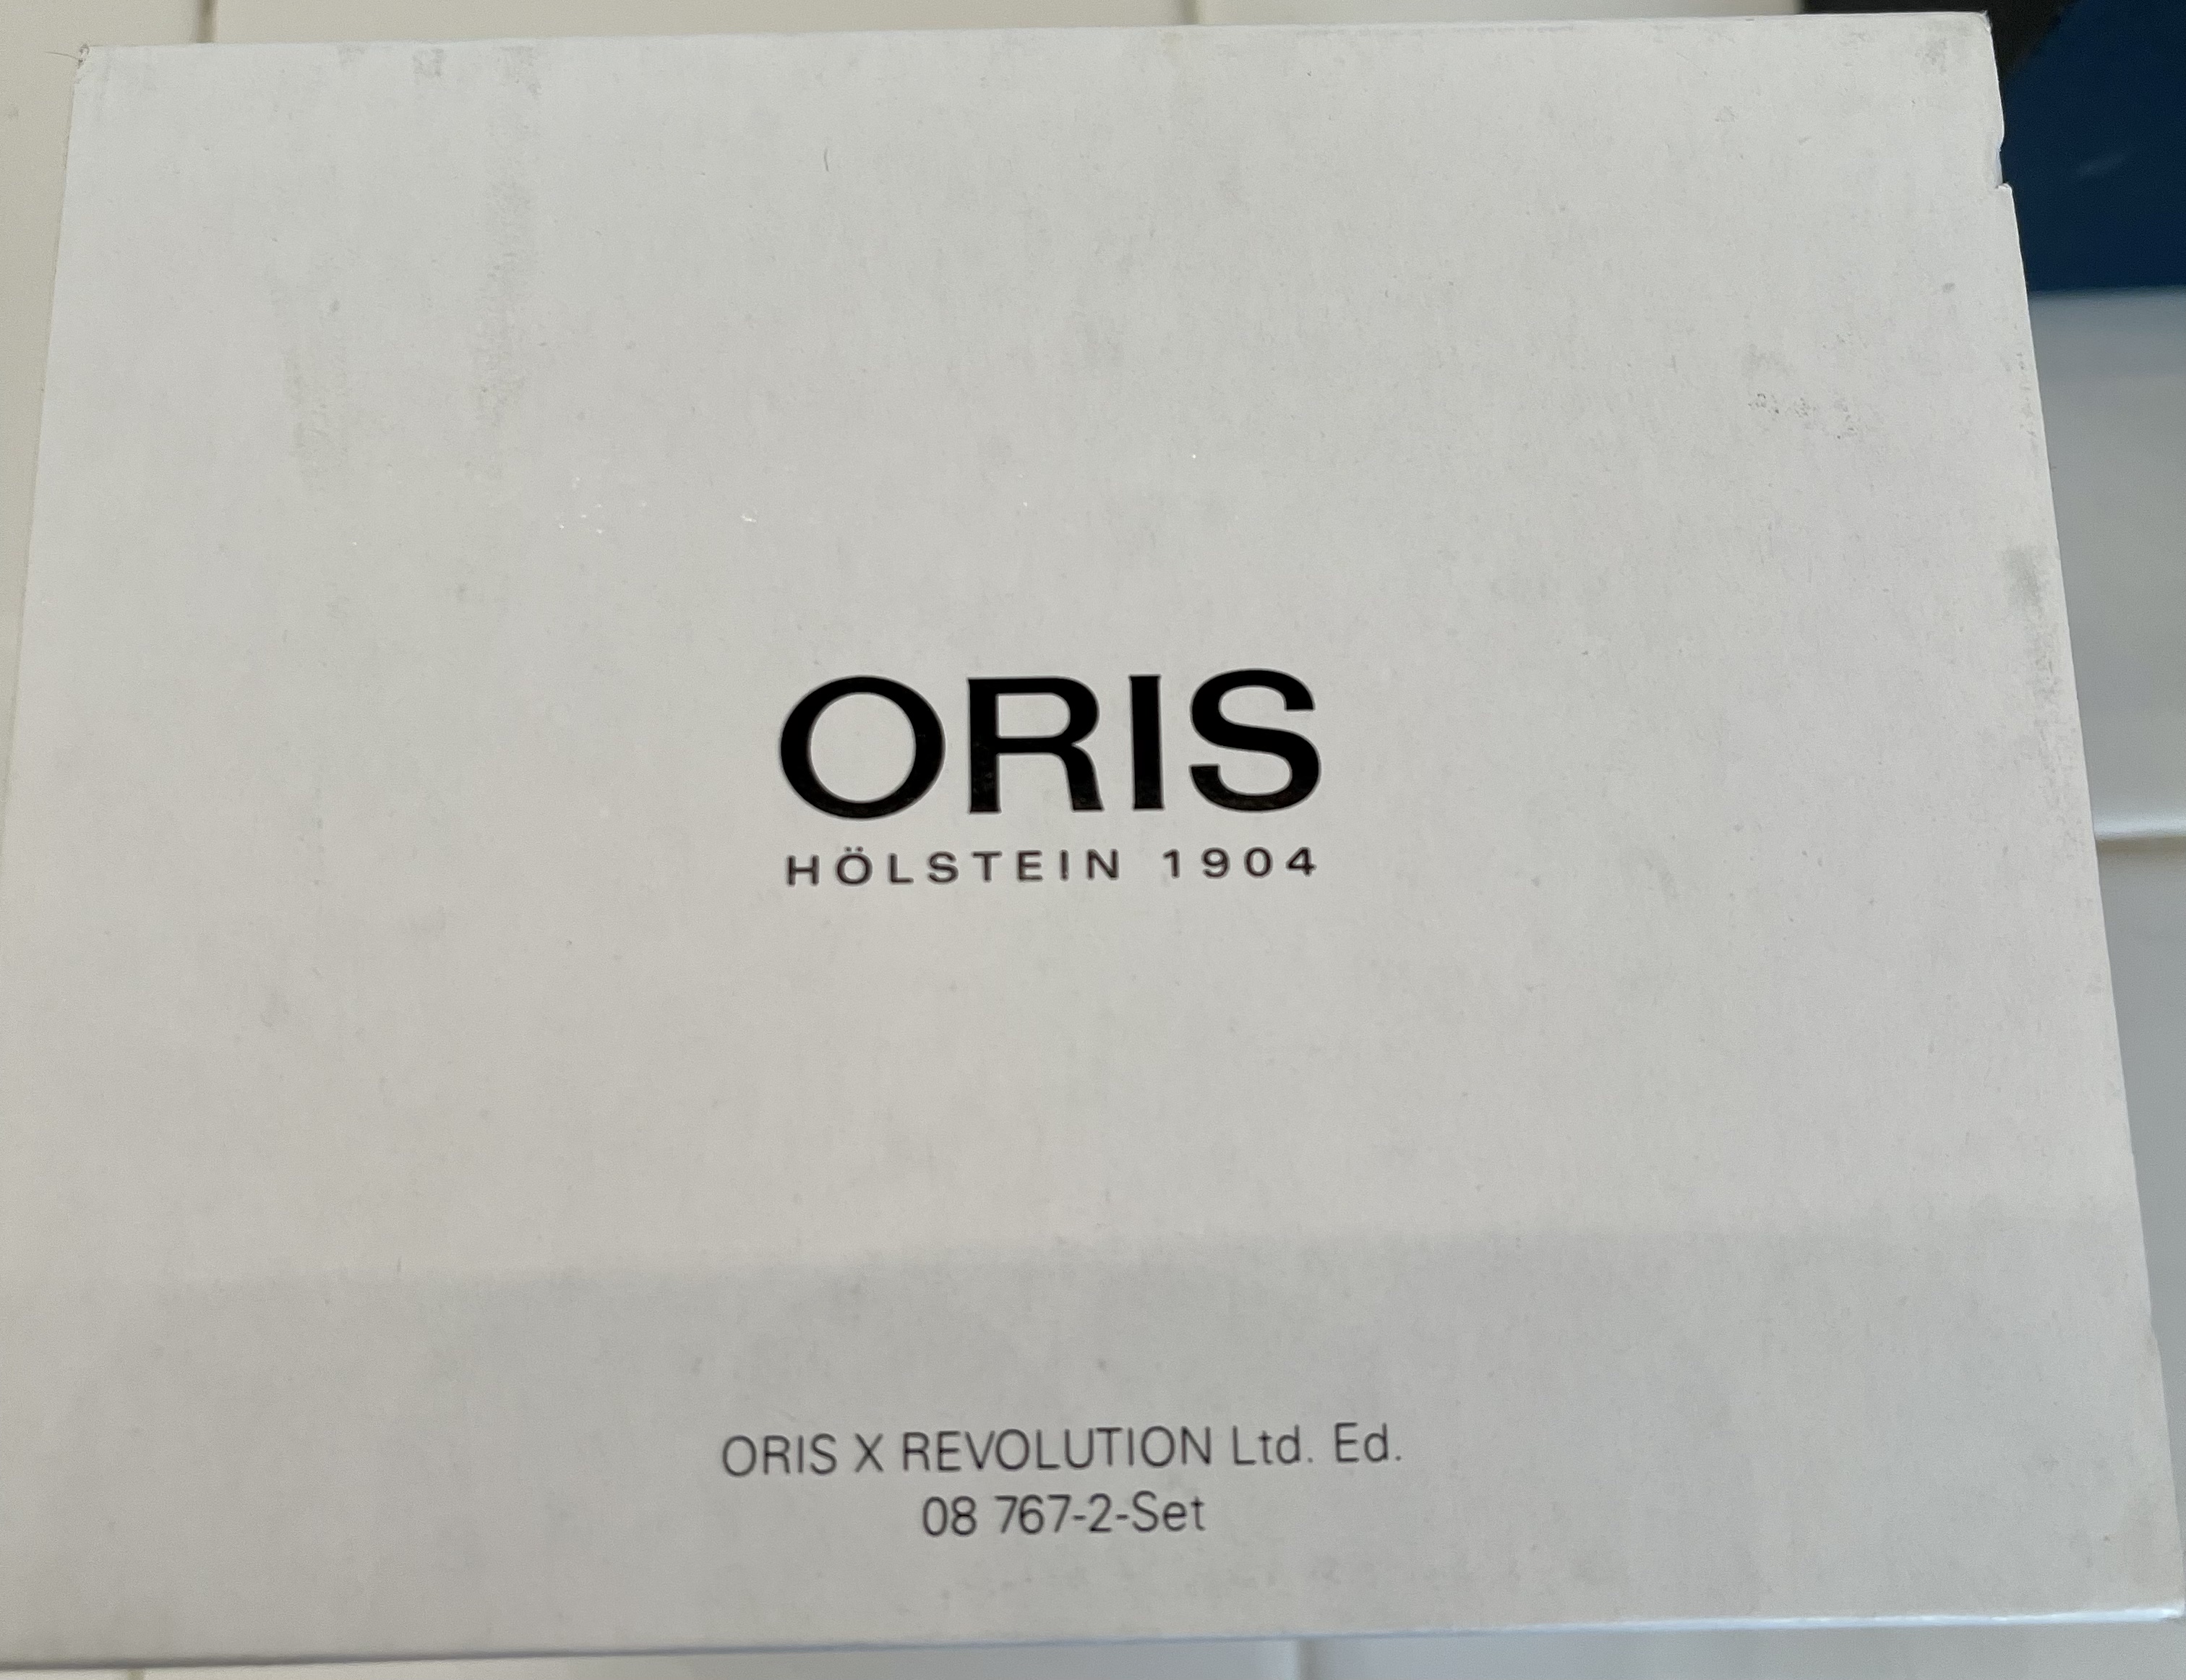 ORIS
HÖLSTEIN 1904
ORIS X REVOLUTION Ltd. Ed.
08 767-2-Set